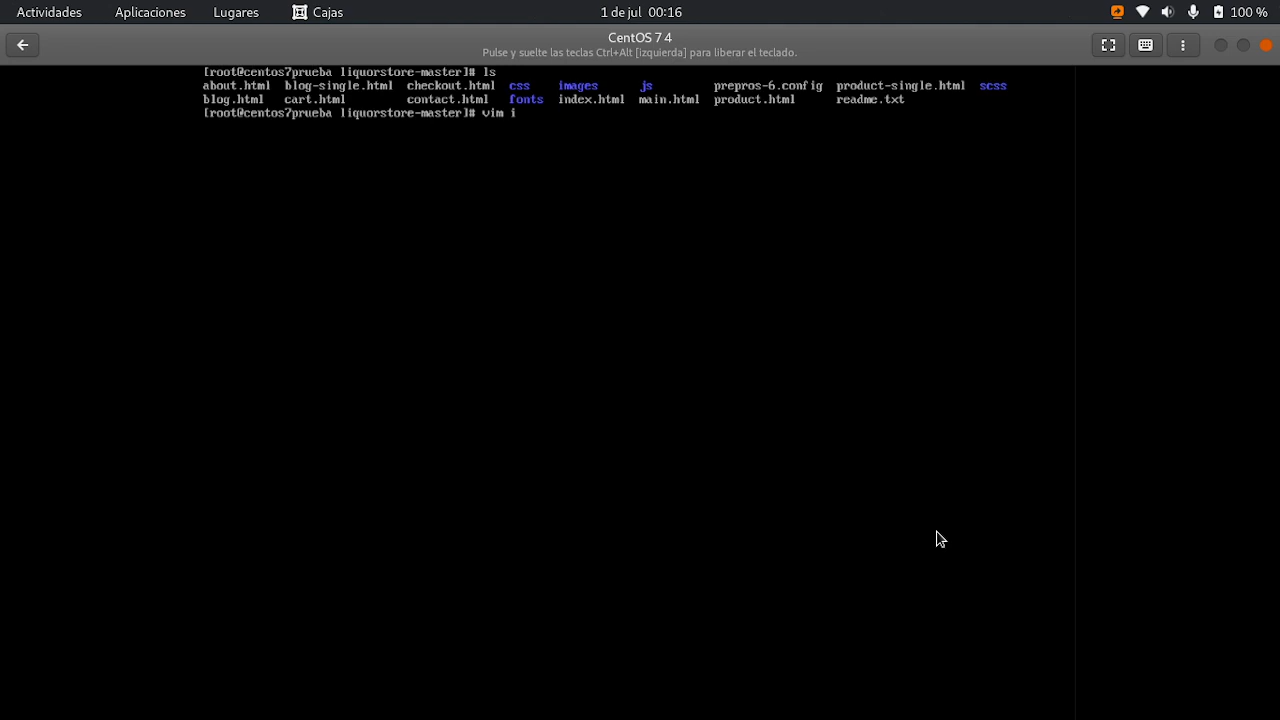 Actividades Aplicaciones Lugares Cajas 1 de jul 00:16 100 %
CentOS 7 4
Pulse y suelte las teclas Ctrl+Alt [izquierda] para liberar el teclado.
[root@centos7prueba liquorstore-master]# ls
about.html blog-single.html checkout.html css images js prepros-6.config product-single.html scss
blog.html cart.html contact.html fonts index.html main.html product.html readme.txt
[root@centos7prueba liquorstore-master]# vim i